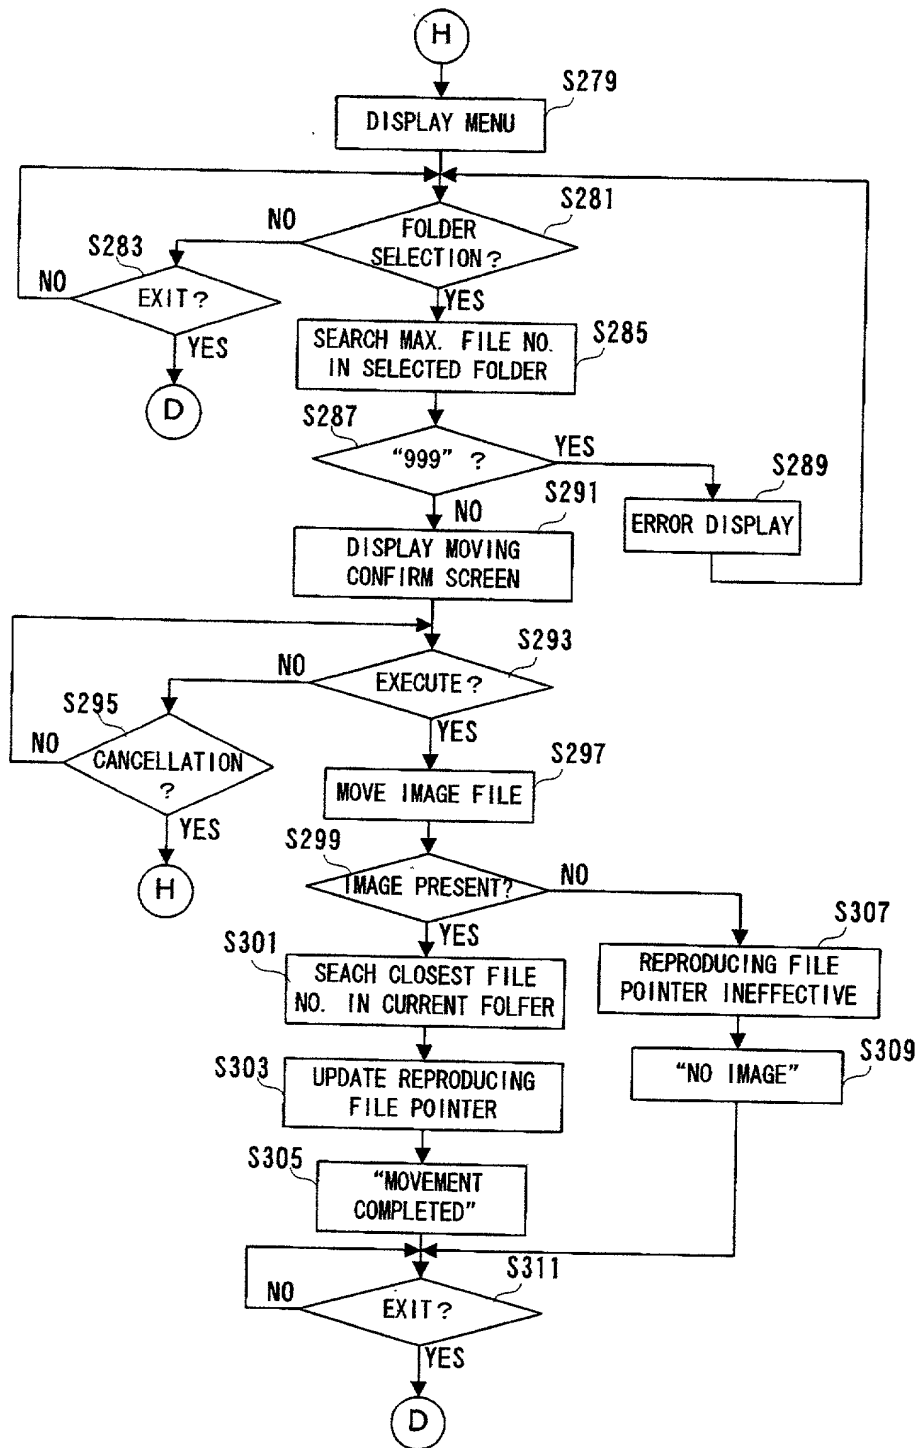 H
S279
DISPLAY MENU
S281
NO
FOLDER
SELECTION?
S283
NO
EXIT?
YES
YES
D
SEARCH MAX. FILE NO.
IN SELECTED FOLDER
S285
S287
"999" ?
YES
S289
ERROR DISPLAY
NO
S291
DISPLAY MOVING
CONFIRM SCREEN
S293
NO
EXECUTE?
S295
NO
CANCELLATION
?
YES
YES
H
S297
MOVE IMAGE FILE
S299
IMAGE PRESENT?
NO
YES
S301
SEACH CLOSEST FILE
NO. IN CURRENT FOLFER
S307
REPRODUCING FILE
POINTER INEFFECTIVE
S303
UPDATE REPRODUCING
FILE POINTER
S309
"NO IMAGE"
S305
"MOVEMENT
COMPLETED"
S311
NO
EXIT?
YES
D